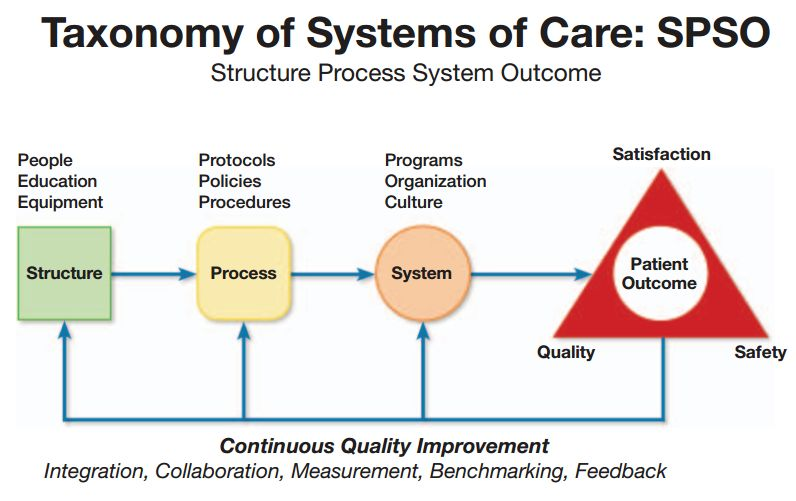 Taxonomy of Systems of Care: SPSO
Structure Process System Outcome
People
Education
Equipment
Protocols
Policies
Procedures
Programs
Organization
Culture
Satisfaction
Structure
Process
System
Patient
Outcome
Quality
Safety
Continuous Quality Improvement
Integration, Collaboration, Measurement, Benchmarking, Feedback